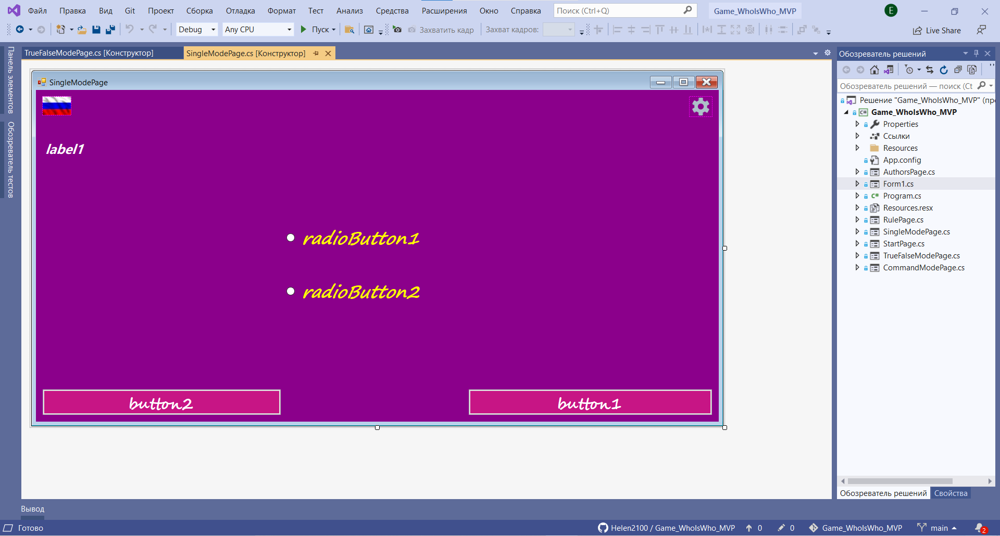 Файл Правка Вид Git Проект Сборка Отладка Формат Тест Анализ Средства Расширения Окно Справка Поиск (Ctrl+Q) Game_WhoIsWho_MVP E
Debug Any CPU Пуск Захватить кадр Захват кадров: Live Share
Панель элементов
Обозреватель тестов
TrueFalseModePage.cs [Конструктор] SingleModePage.cs [Конструктор]
SingleModePage
label1
radioButton1
radioButton2
button2 button1
Обозреватель решений
Обозреватель решений — поиск (Ct
Решение "Game_WhoIsWho_MVP" (про
C# Game_WhoIsWho_MVP
Properties
Ссылки
Resources
App.config
AuthorsPage.cs
Form1.cs
C# Program.cs
Resources.resx
RulePage.cs
SingleModePage.cs
StartPage.cs
TrueFalseModePage.cs
CommandModePage.cs
Обозреватель решений Свойства
Вывод
Готово Helen2100 / Game_WhoIsWho_MVP 0 0 Game_WhoIsWho_MVP main 2